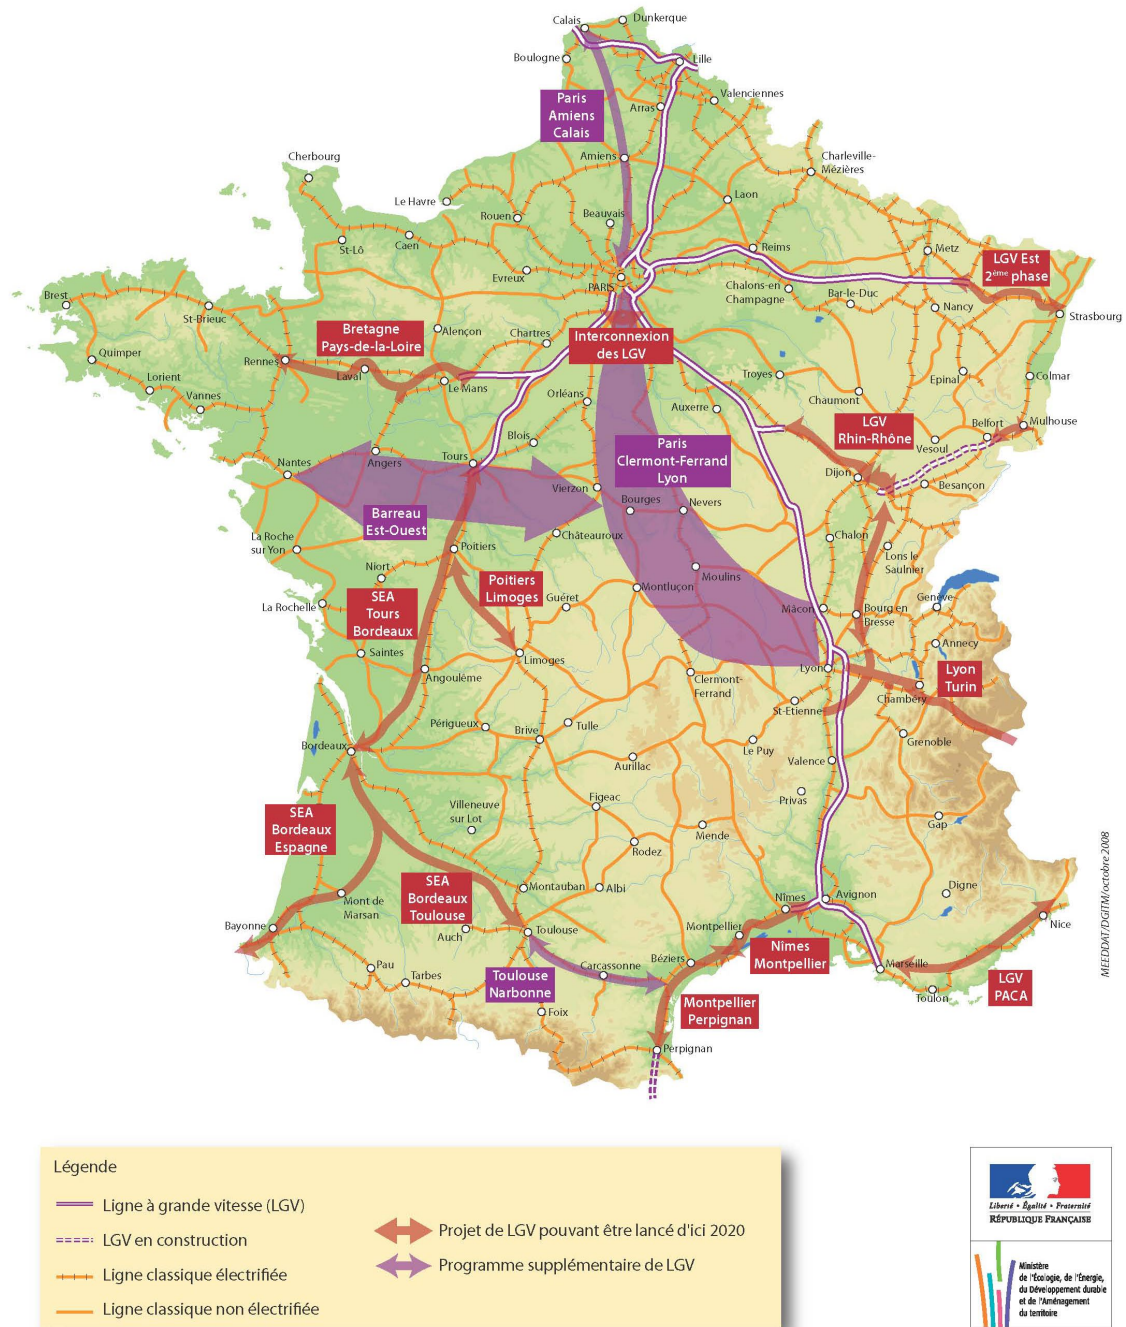 Calais
Dunkerque
Boulogne
Lille
Valenciennes
Paris
Amiens
Calais
Arras
Amiens
Charleville-
Mézières
Cherbourg
Le Havre
Rouen
Beauvais
Laon
St-Lô
Caen
Evreux
Reims
Metz
LGV Est
2ème phase
PARIS
Chalons-en
Champagne
Bar-le-Duc
Nancy
Strasbourg
Brest
St-Brieuc
Bretagne
Pays-de-la-Loire
Alençon
Chartres
Interconnexion
des LGV
Quimper
Rennes
Laval
Le Mans
Lorient
Vannes
Orléans
Troyes
Chaumont
Epinal
Colmar
Auxerre
Blois
LGV
Rhin-Rhône
Belfort
Mulhouse
Vesoul
Nantes
Angers
Tours
Paris
Clermont-Ferrand
Lyon
Dijon
Besançon
Vierzon
Bourges
Nevers
Barreau
Est-Ouest
La Roche
sur Yon
Poitiers
Châteauroux
Chalon
Lons le
Saulnier
Niort
Poitiers
Limoges
Guéret
Montluçon
Moulins
La Rochelle
SEA
Tours
Bordeaux
Mâcon
Bourg en
Bresse
Genève
Annecy
Saintes
Limoges
Angoulême
Clermont-
Ferrand
Lyon
Lyon
Turin
Chambéry
St-Etienne
Périgueux
Brive
Tulle
Le Puy
Grenoble
Bordeaux
Aurillac
Valence
Privas
Gap
SEA
Bordeaux
Espagne
Villeneuve
sur Lot
Figeac
Mende
Rodez
Mont de
Marsan
SEA
Bordeaux
Toulouse
Montauban
Albi
Nîmes
Avignon
Digne
Bayonne
Auch
Toulouse
Montpellier
Nîmes
Montpellier
Nice
Pau
Tarbes
Toulouse
Narbonne
Carcassonne
Béziers
Marseille
LGV
PACA
Toulon
Foix
Montpellier
Perpignan
Perpignan
MEEDDAT/DGITM/octobre 2008
Légende
Ligne à grande vitesse (LGV)
LGV en construction
Ligne classique électrifiée
Ligne classique non électrifiée
Projet de LGV pouvant être lancé d'ici 2020
Programme supplémentaire de LGV
Liberté • Égalité • Fraternité
RÉPUBLIQUE FRANÇAISE
Ministère
de l'Écologie, de l'Énergie,
du Développement durable
et de l'Aménagement
du territoire